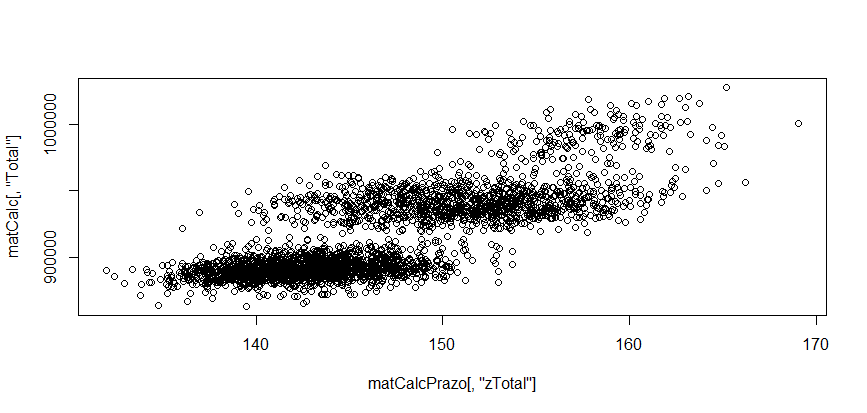 1000000
900000
matCalc[, "Total"]
140 150 160 170
matCalcPrazo[, "zTotal"]